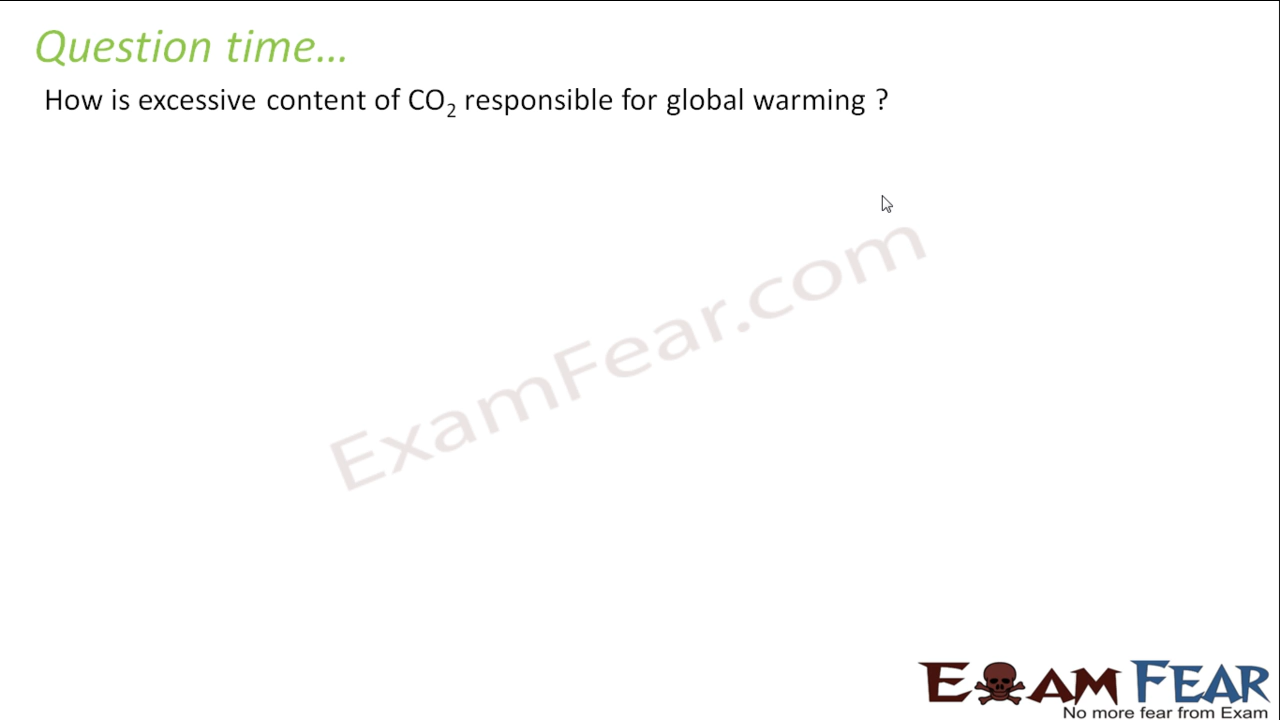 Question time...
How is excessive content of CO₂ responsible for global warming ?
ExamFear.com
EXAM FEAR
No more fear from Exam